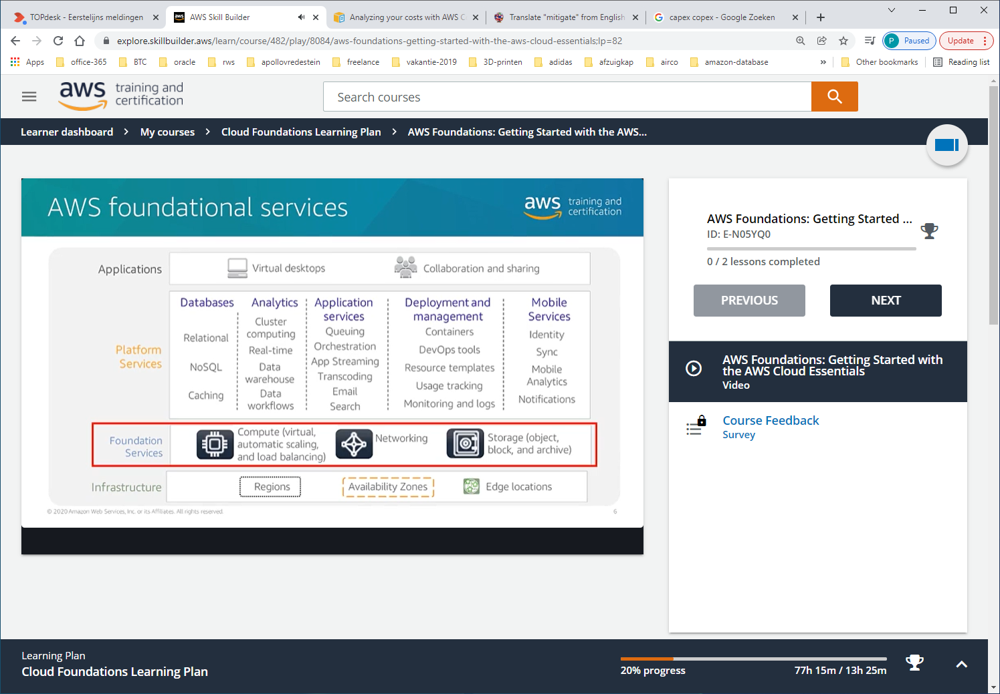 TOPdesk - Eerstelijns meldingen
AWS Skill Builder
Analyzing your costs with AWS C
Translate "mitigate" from English
capex copex - Google Zoeken
explore.skillbuilder.aws/learn/course/482/play/8084/aws-foundations-getting-started-with-the-aws-cloud-essentials;lp=82
P Paused
Update
Apps office-365 BTC oracle rws apollovredestein freelance vakantie-2019 3D-printen adidas afzuigkap airco amazon-database » Other bookmarks Reading list
aws training and certification
Search courses
Learner dashboard > My courses > Cloud Foundations Learning Plan > AWS Foundations: Getting Started with the AWS...
AWS foundational services
aws training and certification
Applications
Virtual desktops
Collaboration and sharing
Platform Services
Databases
Relational
NoSQL
Caching
Analytics
Cluster computing
Real-time
Data warehouse
Data workflows
Application services
Queuing
Orchestration
App Streaming
Transcoding
Email
Search
Deployment and management
Containers
DevOps tools
Resource templates
Usage tracking
Monitoring and logs
Mobile Services
Identity
Sync
Mobile Analytics
Notifications
Foundation Services
Compute (virtual, automatic scaling, and load balancing)
Networking
Storage (object, block, and archive)
Infrastructure
Regions
Availability Zones
Edge locations
© 2020 Amazon Web Services, Inc. or its Affiliates. All rights reserved.
6
AWS Foundations: Getting Started ...
ID: E-N05YQ0
0 / 2 lessons completed
PREVIOUS
NEXT
AWS Foundations: Getting Started with
the AWS Cloud Essentials
Video
Course Feedback
Survey
Learning Plan
Cloud Foundations Learning Plan
20% progress
77h 15m / 13h 25m